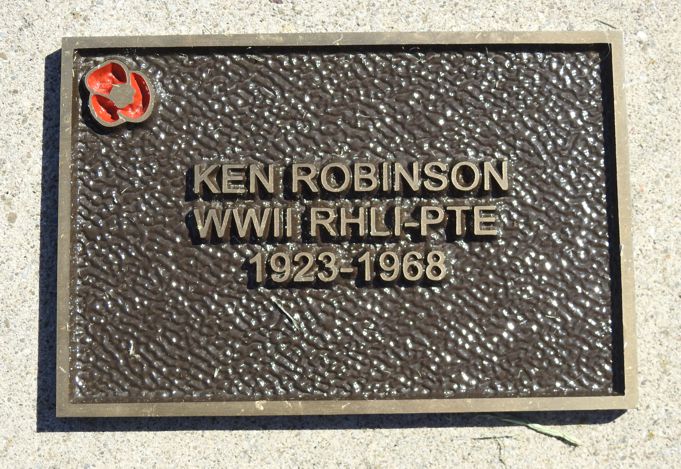 KEN ROBINSON
WWII RHLI-PTE
1923-1968